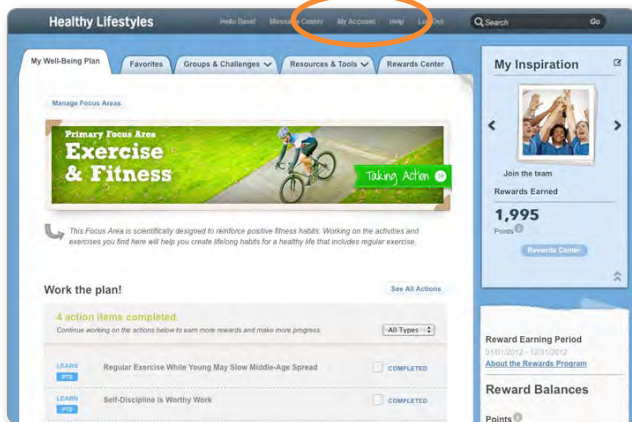 Healthy Lifestyles
Hello Dave! Message Center My Account Help Log Out
Search Go
My Well-Being Plan Favorites Groups & Challenges Resources & Tools Rewards Center
Manage Focus Areas
Primary Focus Area
Exercise
& Fitness
Taking Action
This Focus Area is scientifically designed to reinforce positive fitness habits. Working on the activities and
exercises you find here will help you create lifelong habits for a healthy life that includes regular exercise.
Work the plan!
See All Actions
4 action items completed.
Continue working on the actions below to earn more rewards and make more progress.
All Types
LEARN
PTS
Regular Exercise While Young May Slow Middle-Age Spread
COMPLETED
LEARN
PTS
Self-Discipline Is Worthy Work
COMPLETED
My Inspiration
Join the team
Rewards Earned
1,995
Points
Rewards Center
Reward Earning Period
01/01/2012 - 12/31/2012
About the Rewards Program
Reward Balances
Points